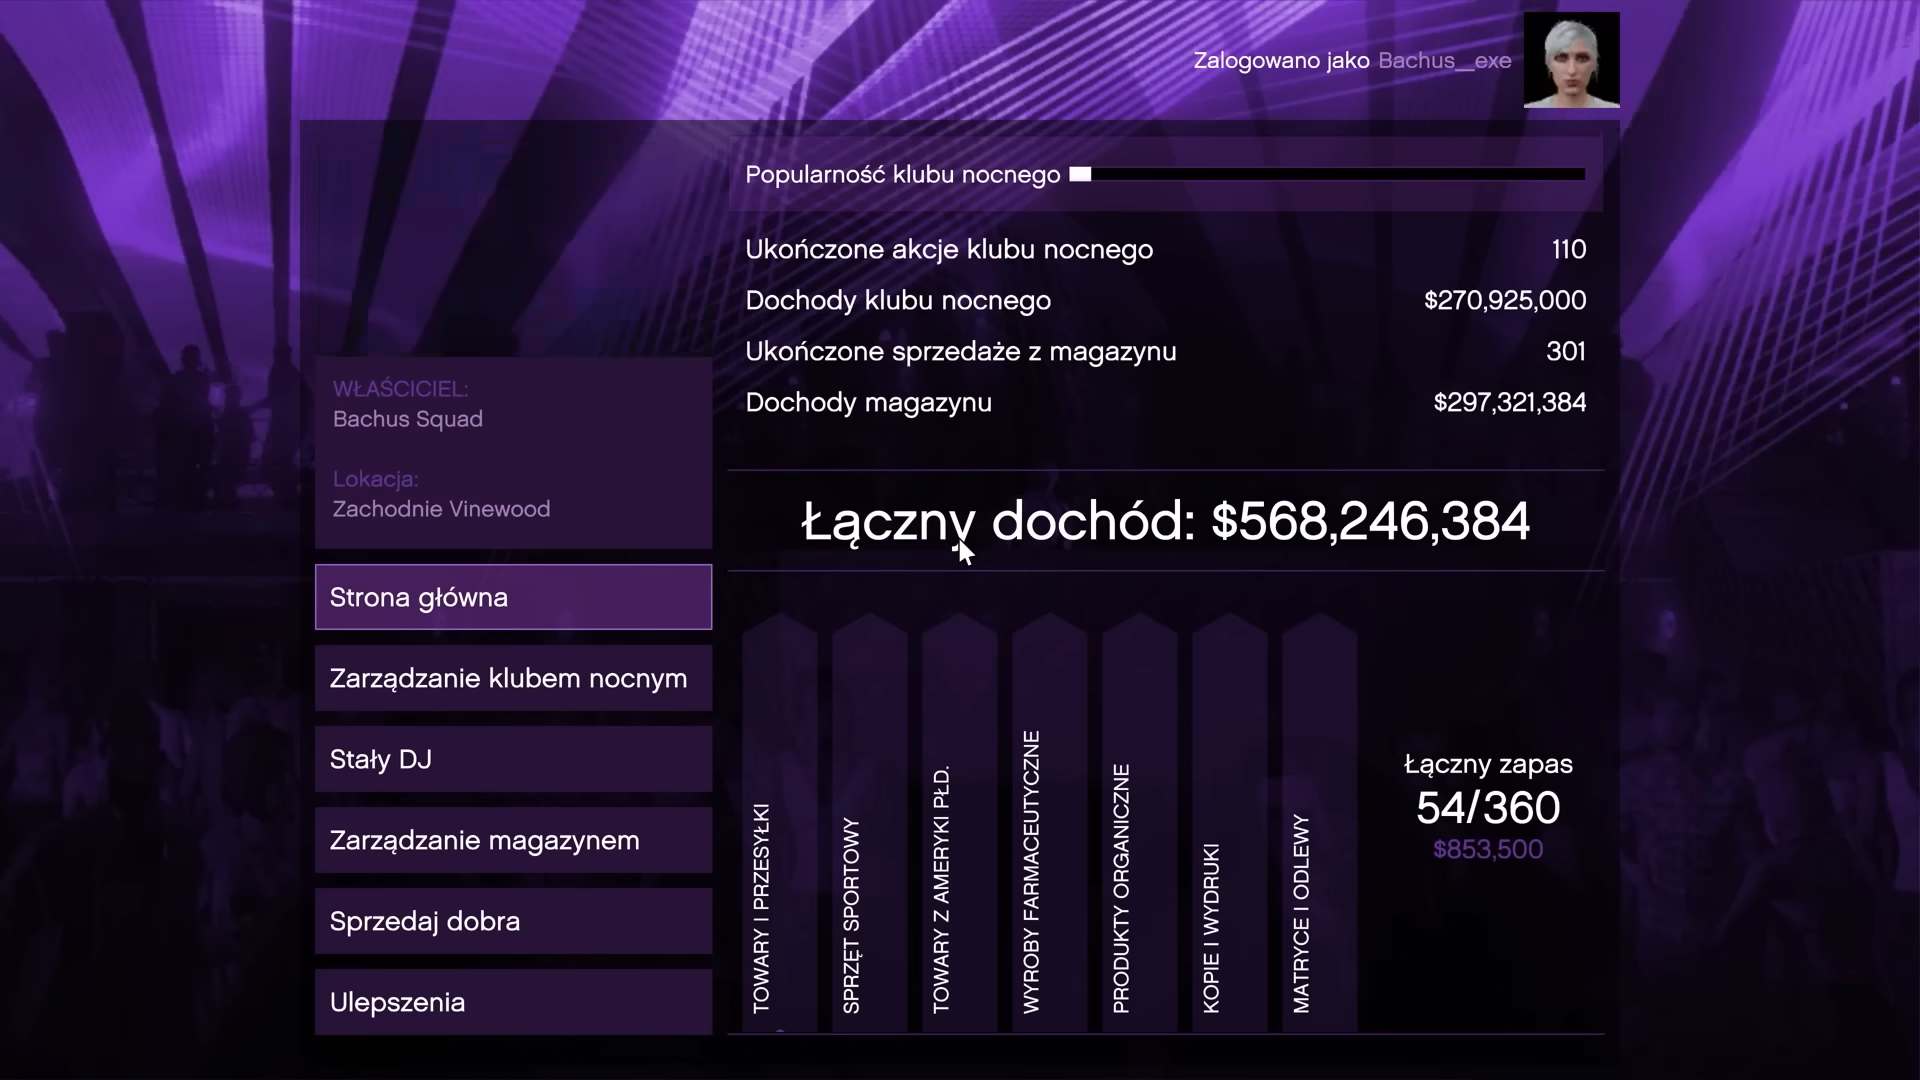 Zalogowano jako Bachus__exe
Popularność klubu nocnego
Ukończone akcje klubu nocnego 110
Dochody klubu nocnego $270,925,000
Ukończone sprzedaże z magazynu 301
Dochody magazynu $297,321,384
WŁAŚCICIEL:
Bachus Squad
Lokacja:
Zachodnie Vinewood
Łączny dochód: $568,246,384
Strona główna
Zarządzanie klubem nocnym
Stały DJ
Zarządzanie magazynem
Sprzedaj dobra
Ulepszenia
TOWARY I PRZESYŁKI
SPRZĘT SPORTOWY
TOWARY Z AMERYKI PŁD.
WYROBY FARMACEUTYCZNE
PRODUKTY ORGANICZNE
KOPIE I WYDRUKI
MATRYCE I ODLEWY
Łączny zapas
54/360
$853,500